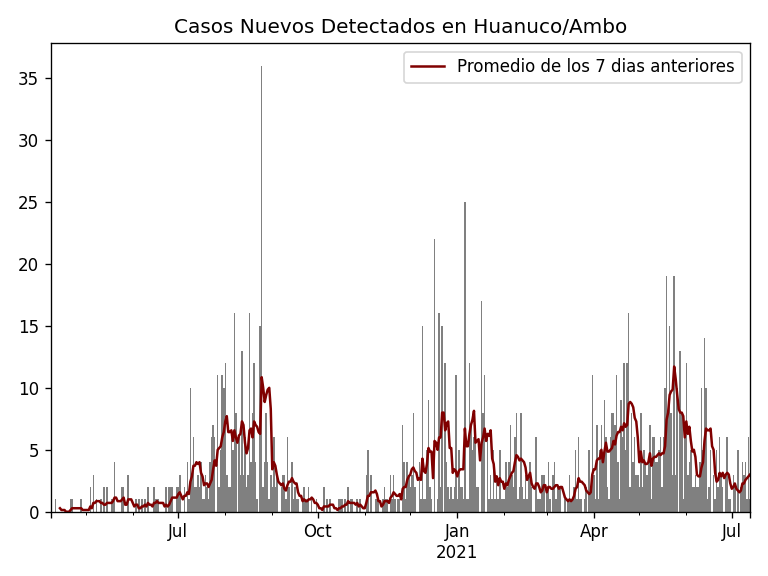 Casos Nuevos Detectados en Huanuco/Ambo
Promedio de los 7 dias anteriores
35
30
25
20
15
10
5
0
Jul
Oct
Jan
2021
Apr
Jul